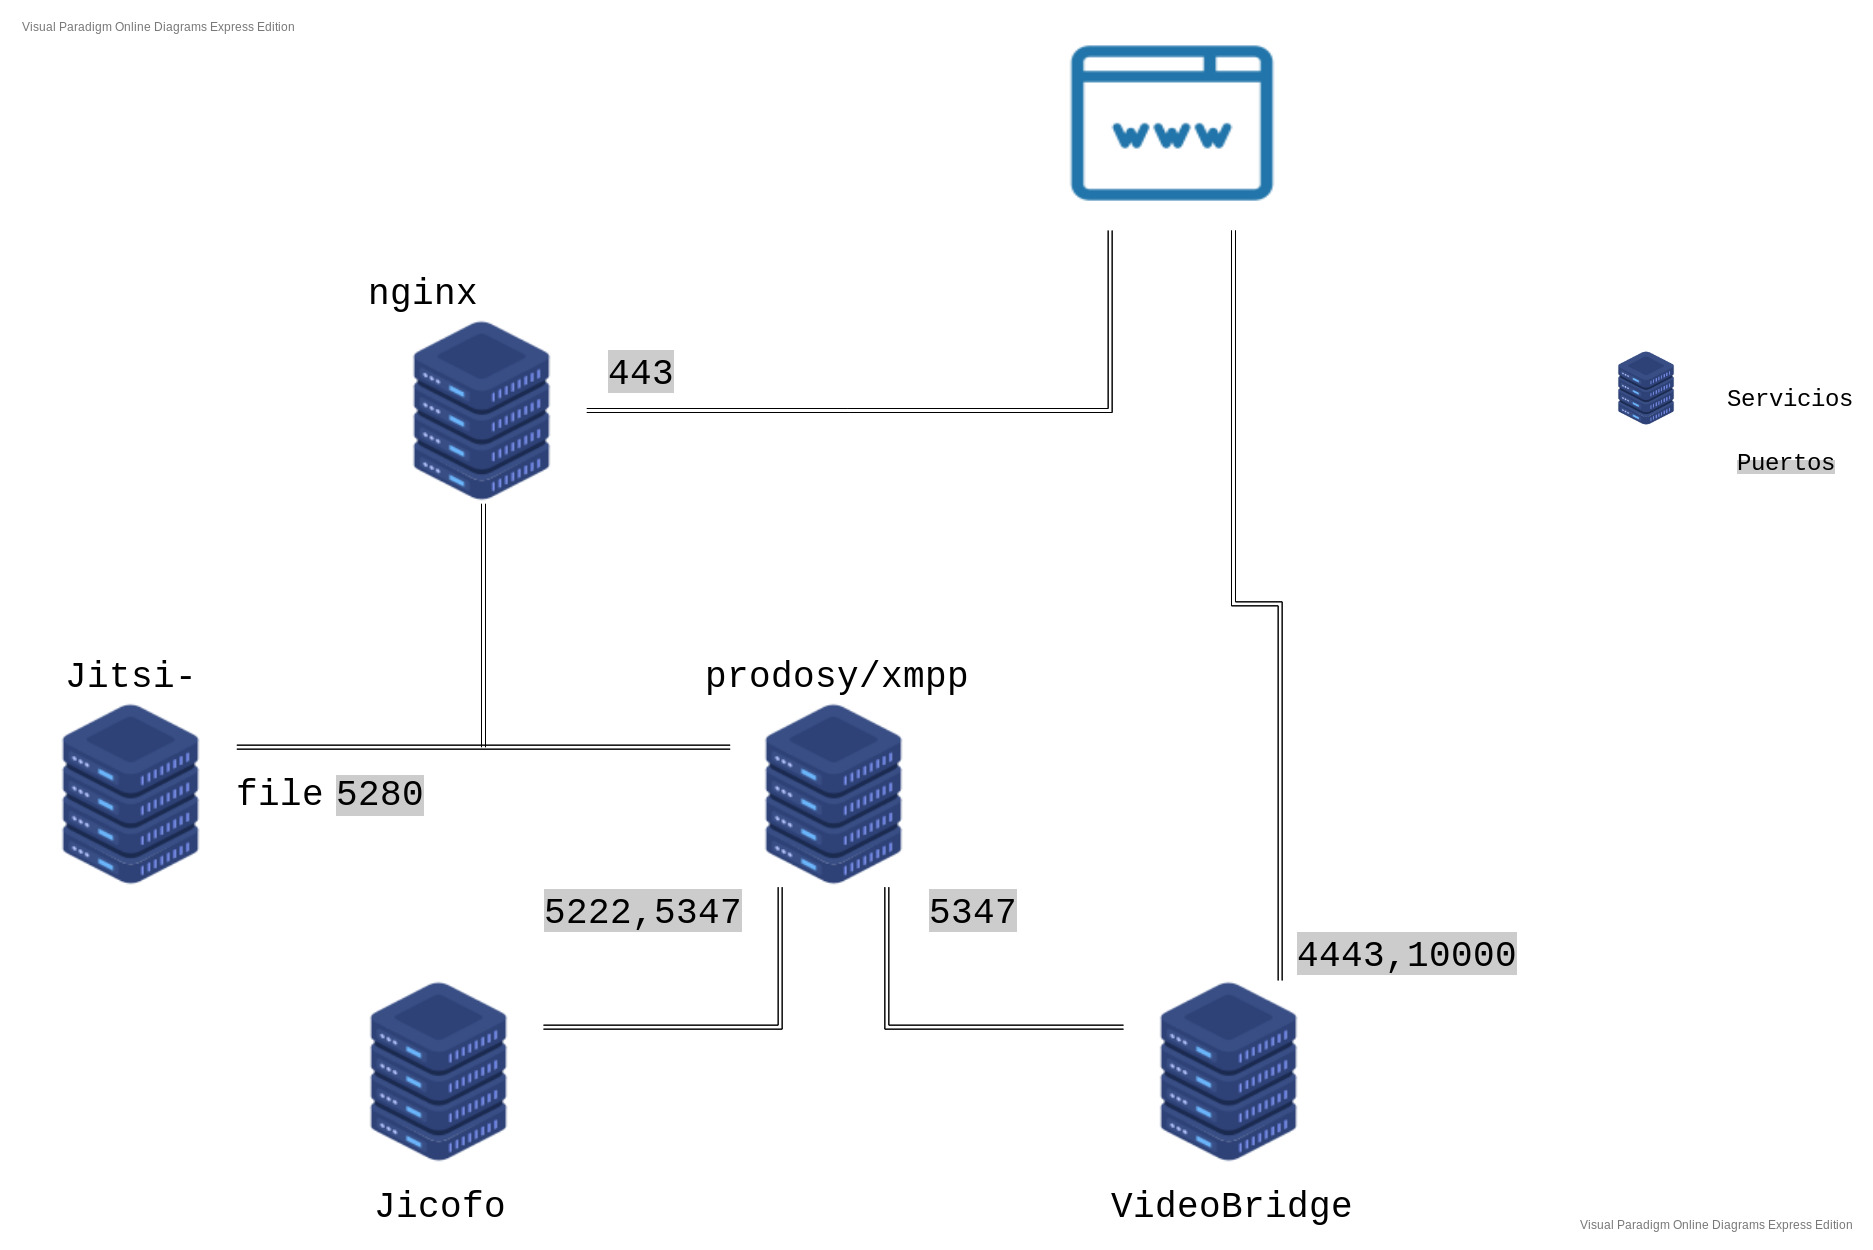 Visual Paradigm Online Diagrams Express Edition
www
nginx
443
Servicios
Puertos
Jitsi-
prodosy/xmpp
file 5280
5222,5347
5347
4443,10000
Jicofo
VideoBridge
Visual Paradigm Online Diagrams Express Edition